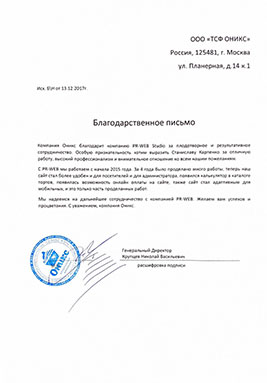 ООО «ТСФ ОНИКС»
Россия, 125481, г. Москва
ул. Планерная, д.14 к.1
Исх. Б\Н от 13.12.2017г.
Благодарственное письмо
Компания Оникс благодарит компанию PR-WEB Studio за плодотворное и результативное
сотрудничество. Особую признательность хотим выразить Станиславу Карпенко за отличную
работу, высокий профессионализм и внимательное отношение ко всем нашим пожеланиям.
С PR-WEB мы работаем с начала 2015 года. За 3 года было проделано много работы, теперь наш
сайт стал более удобен и для посетителей и для администратора, появился калькулятор в каталоге
тортов, появилась возможность онлайн оплаты на сайте, также сайт стал адаптивным для
мобильных, и это только часть проделанных работ.
Мы надеемся на дальнейшее сотрудничество с компанией PR-WEB. Желаем вам успехов и
процветания. С уважением, компания Оникс.
Генеральный Директор
Крупцев Николай Васильевич
расшифровка подписи
Оникс